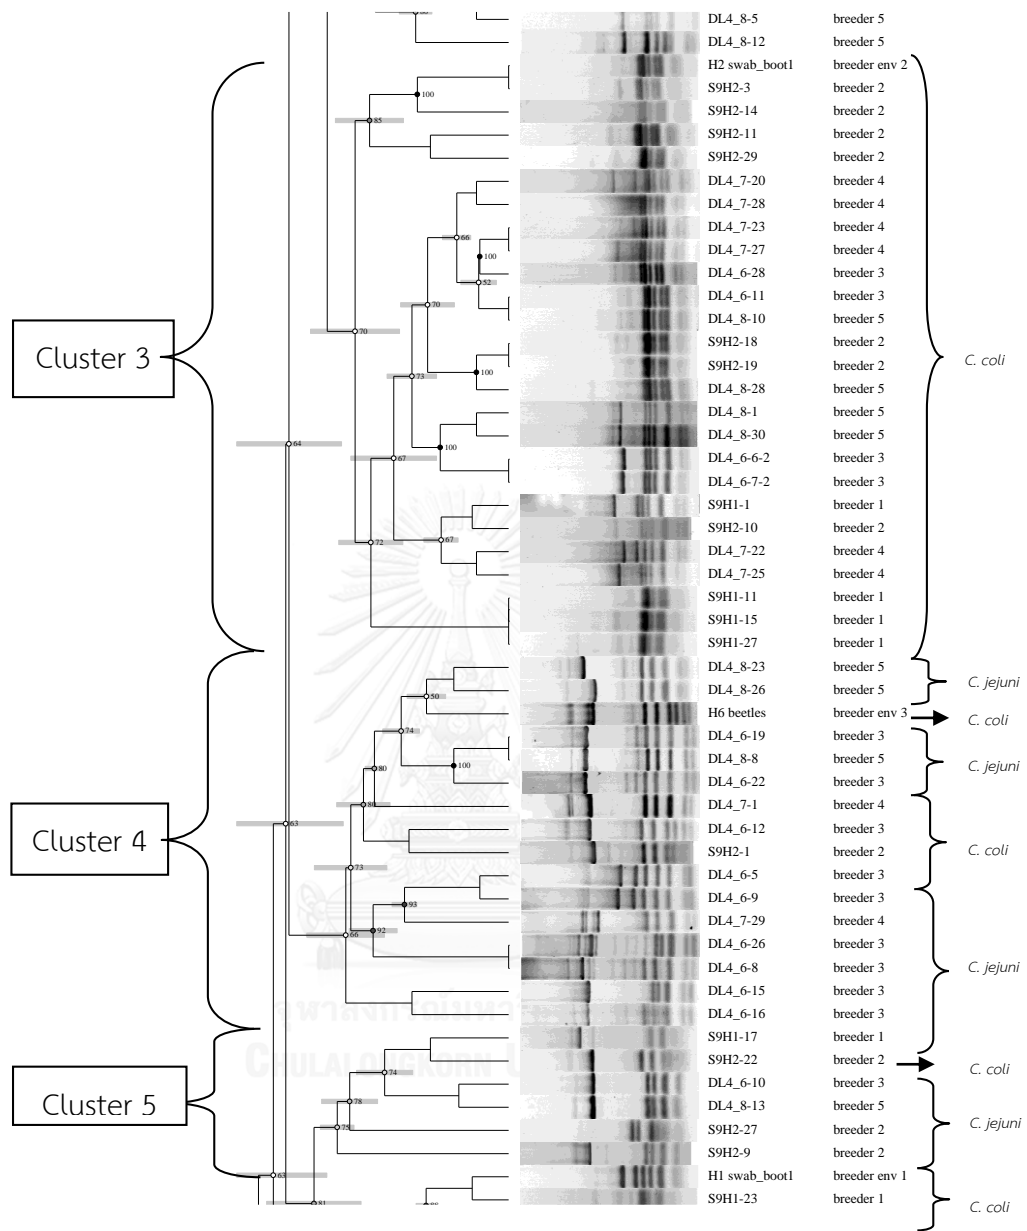 DL4_8-5 breeder 5
DL4_8-12 breeder 5
H2 swab_boot1 breeder env 2
100 S9H2-3 breeder 2
S9H2-14 breeder 2
85
S9H2-11 breeder 2
S9H2-29 breeder 2
DL4_7-20 breeder 4
DL4_7-28 breeder 4
DL4_7-23 breeder 4
66
DL4_7-27 breeder 4
100
DL4_6-28 breeder 3
52
DL4_6-11 breeder 3
70
DL4_8-10 breeder 5
70
S9H2-18 breeder 2
Cluster 3
C. coli
S9H2-19 breeder 2
100
73
DL4_8-28 breeder 5
DL4_8-1 breeder 5
DL4_8-30 breeder 5
64
100
DL4_6-6-2 breeder 3
67
DL4_6-7-2 breeder 3
S9H1-1 breeder 1
S9H2-10 breeder 2
67
72
DL4_7-22 breeder 4
DL4_7-25 breeder 4
S9H1-11 breeder 1
S9H1-15 breeder 1
S9H1-27 breeder 1
DL4_8-23 breeder 5
C. jejuni
DL4_8-26 breeder 5
50
H6 beetles breeder env 3 C. coli
74
DL4_6-19 breeder 3
DL4_8-8 breeder 5 C. jejuni
80 100
DL4_6-22 breeder 3
DL4_7-1 breeder 4
63
DL4_6-12 breeder 3
Cluster 4
S9H2-1 breeder 2 C. coli
73
DL4_6-5 breeder 3
DL4_6-9 breeder 3
93
DL4_7-29 breeder 4
92
66
DL4_6-26 breeder 3
DL4_6-8 breeder 3 C. jejuni
DL4_6-15 breeder 3
DL4_6-16 breeder 3
S9H1-17 breeder 1
CHULALONGKORN U
S9H2-22 breeder 2 C. coli
74
DL4_6-10 breeder 3
78
Cluster 5
DL4_8-13 breeder 5
C. jejuni
75
S9H2-27 breeder 2
S9H2-9 breeder 2
63
H1 swab_boot1 breeder env 1
S9H1-23 breeder 1 C. coli
81